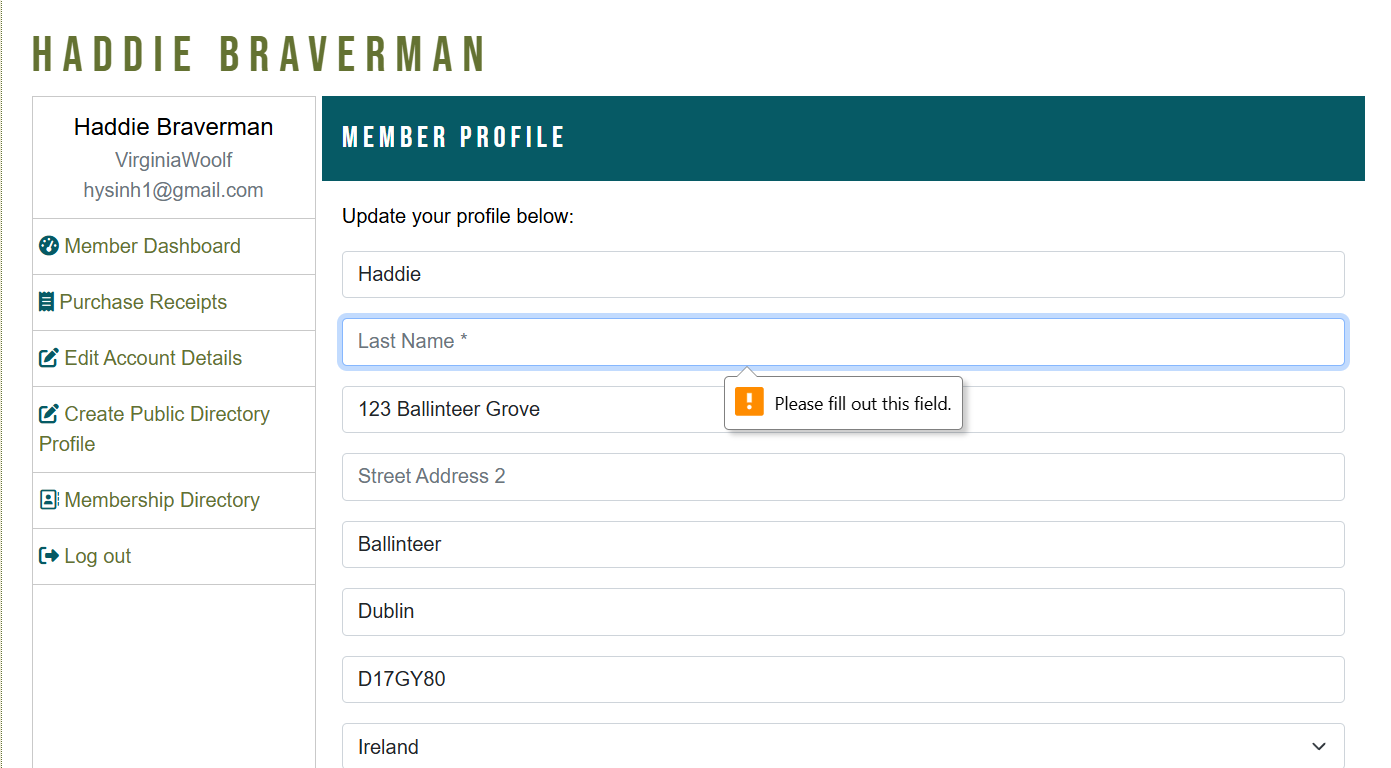 HADDIE BRAVERMAN
Haddie Braverman
VirginiaWoolf
hysinh1@gmail.com
Member Dashboard
Purchase Receipts
Edit Account Details
Create Public Directory
Profile
Membership Directory
Log out
MEMBER PROFILE
Update your profile below:
Haddie
Last Name *
Please fill out this field.
123 Ballinteer Grove
Street Address 2
Ballinteer
Dublin
D17GY80
Ireland